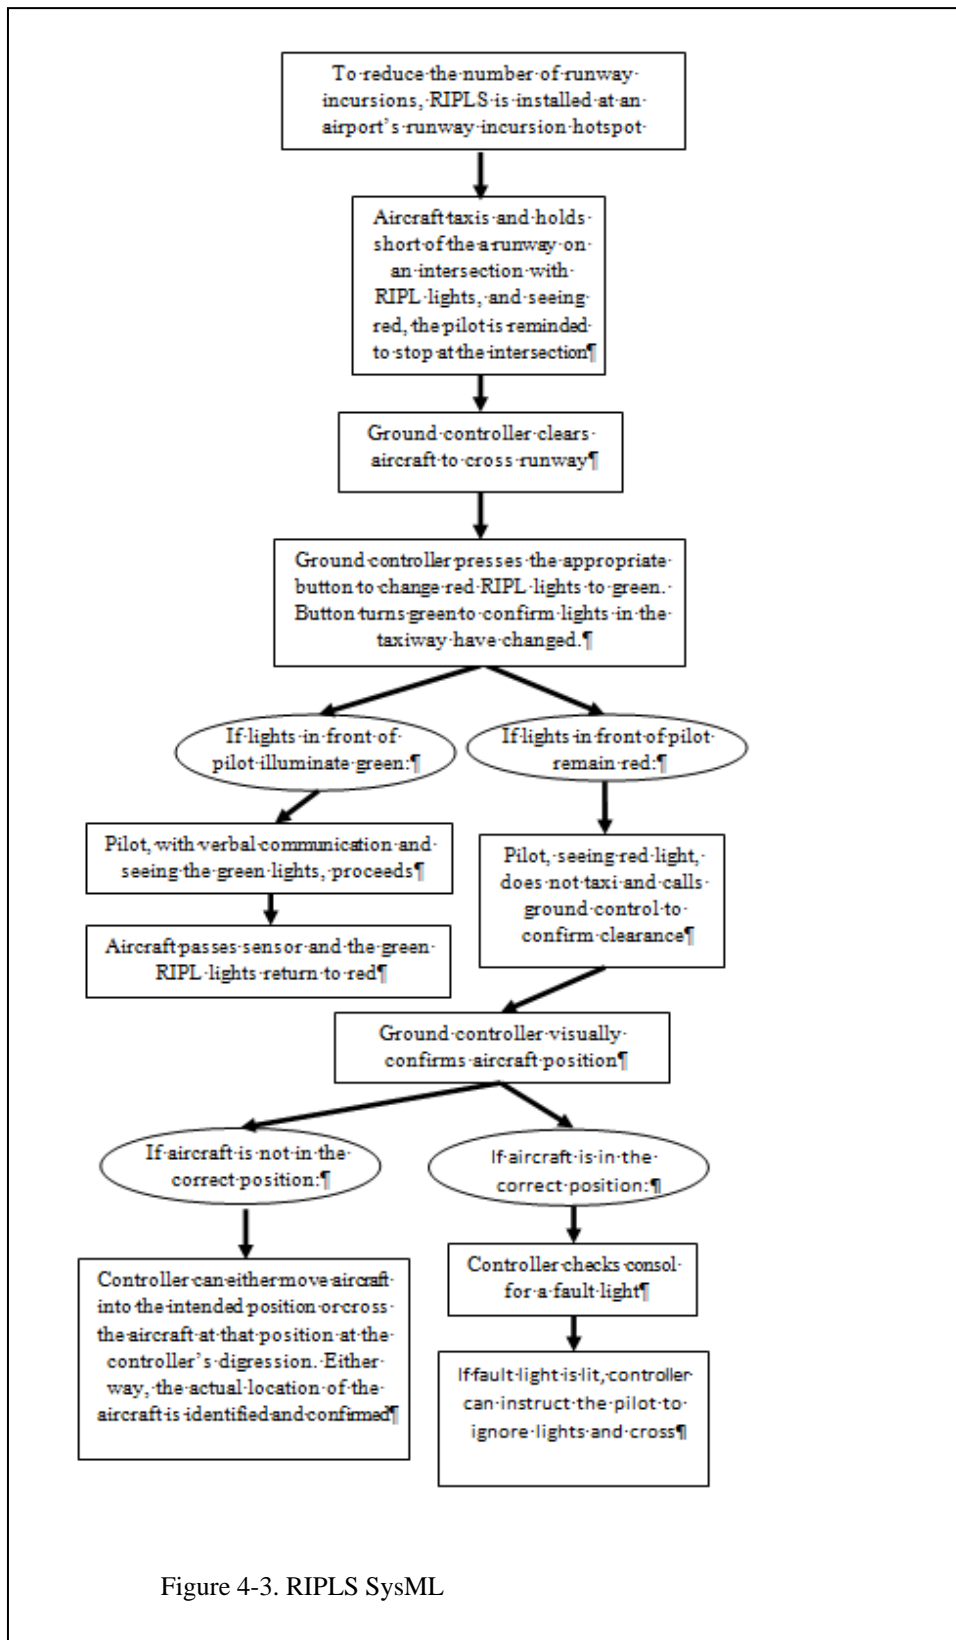 To·reduce·the·number·of·runway·
incursions,·RIPLS·is·installed·at·an·
airport's·runway·incursion·hotspot·
Aircraft·taxis·and·holds·
short·of·the·a·runway·on·
an·intersection·with·
RIPL·lights,·and·seeing·
red,·the·pilot·is·reminded·
to·stop·at·the·intersection¶
Ground·controller·clears·
aircraft·to·cross·runway¶
Ground·controller·presses·the·appropriate·
button·to·change·red·RIPL·lights·to·green.·
Button·turns·green·to·confirm·lights·in·the·
taxiway·have·changed.¶
If·lights·in·front·of·
pilot·illuminate·green:¶
If·lights·in·front·of·pilot·
remain·red:¶
Pilot,·with·verbal·communication·and·
seeing·the·green·lights,·proceeds¶
Pilot,·seeing·red·light,·
does·not·taxi·and·calls·
ground·control·to·
confirm·clearance¶
Aircraft·passes·sensor·and·the·green·
RIPL·lights·return·to·red¶
Ground·controller·visually·
confirms·aircraft·position¶
If·aircraft·is·not·in·the·
correct·position:¶
If·aircraft·is·in·the·
correct·position:¶
Controller·can·either·move·aircraft·
into·the·intended·position·or·cross·
the·aircraft·at·that·position·at·the·
controller's·digression.·Either·
way,·the·actual·location·of·the·
aircraft·is·identified·and·confirmed¶
Controller·checks·consol·
for·a·fault·light¶
If·fault·light·is·lit,·controller·
can·instruct·the·pilot·to·
ignore·lights·and·cross¶
Figure 4-3. RIPLS SysML